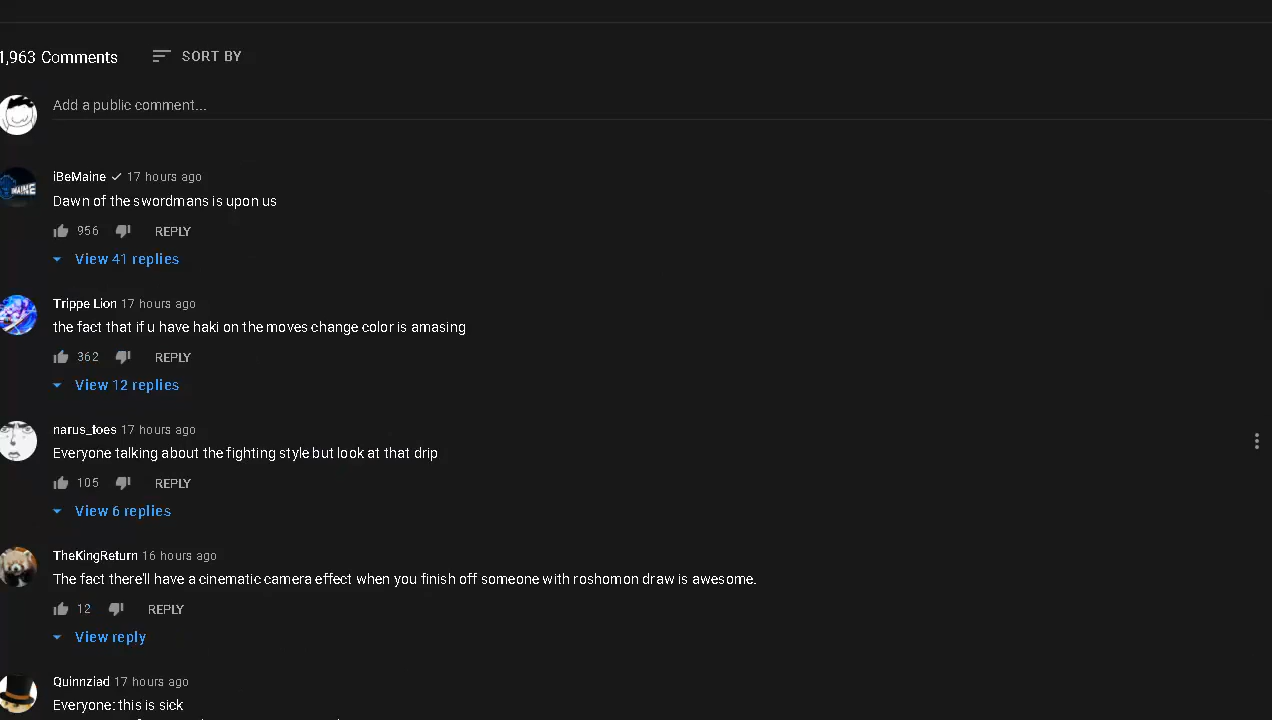 1,963 Comments SORT BY
Add a public comment...
iBeMaine 17 hours ago
Dawn of the swordmans is upon us
956 REPLY
View 41 replies
Trippe Lion 17 hours ago
the fact that if u have haki on the moves change color is amasing
362 REPLY
View 12 replies
narus_toes 17 hours ago
Everyone talking about the fighting style but look at that drip
105 REPLY
View 6 replies
TheKingReturn 16 hours ago
The fact there'll have a cinematic camera effect when you finish off someone with roshomon draw is awesome.
12 REPLY
View reply
Quinnziad 17 hours ago
Everyone: this is sick